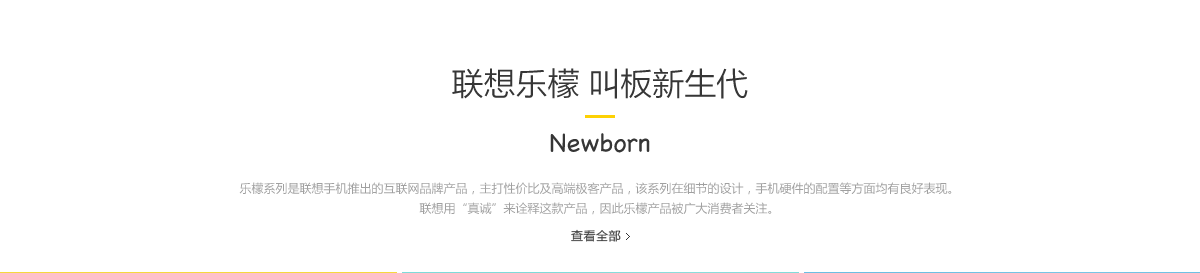 联想乐檬 叫板新生代
Newborn
乐檬系列是联想手机推出的互联网品牌产品，主打性价比及高端极客产品，该系列在细节的设计，手机硬件的配置等方面均有良好表现。
联想用“真诚”来诠释这款产品，因此乐檬产品被广大消费者关注。
查看全部 >